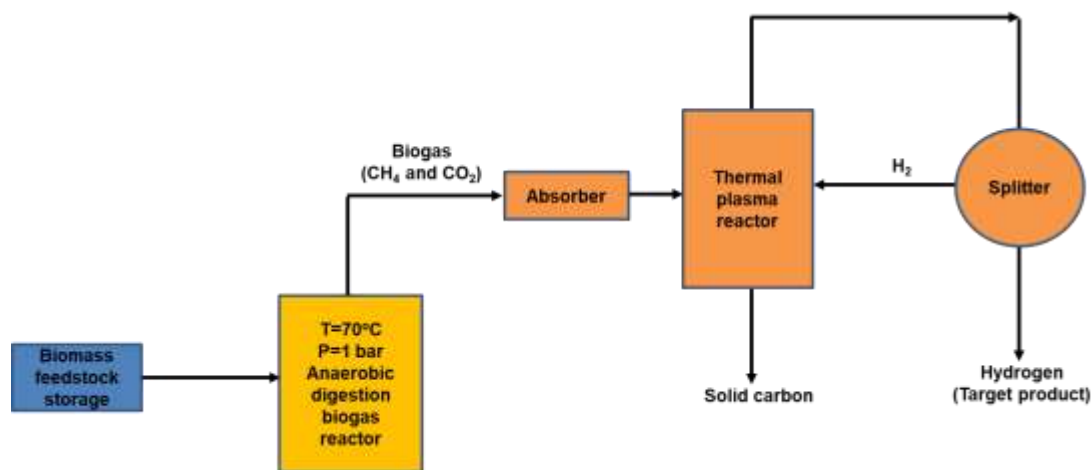 Biomass
feedstock
storage
T=70°C
P=1 bar
Anaerobic
digestion
biogas
reactor
Biogas
(CH₄ and CO₂)
Absorber
Thermal
plasma
reactor
Solid carbon
H₂
Splitter
Hydrogen
(Target product)